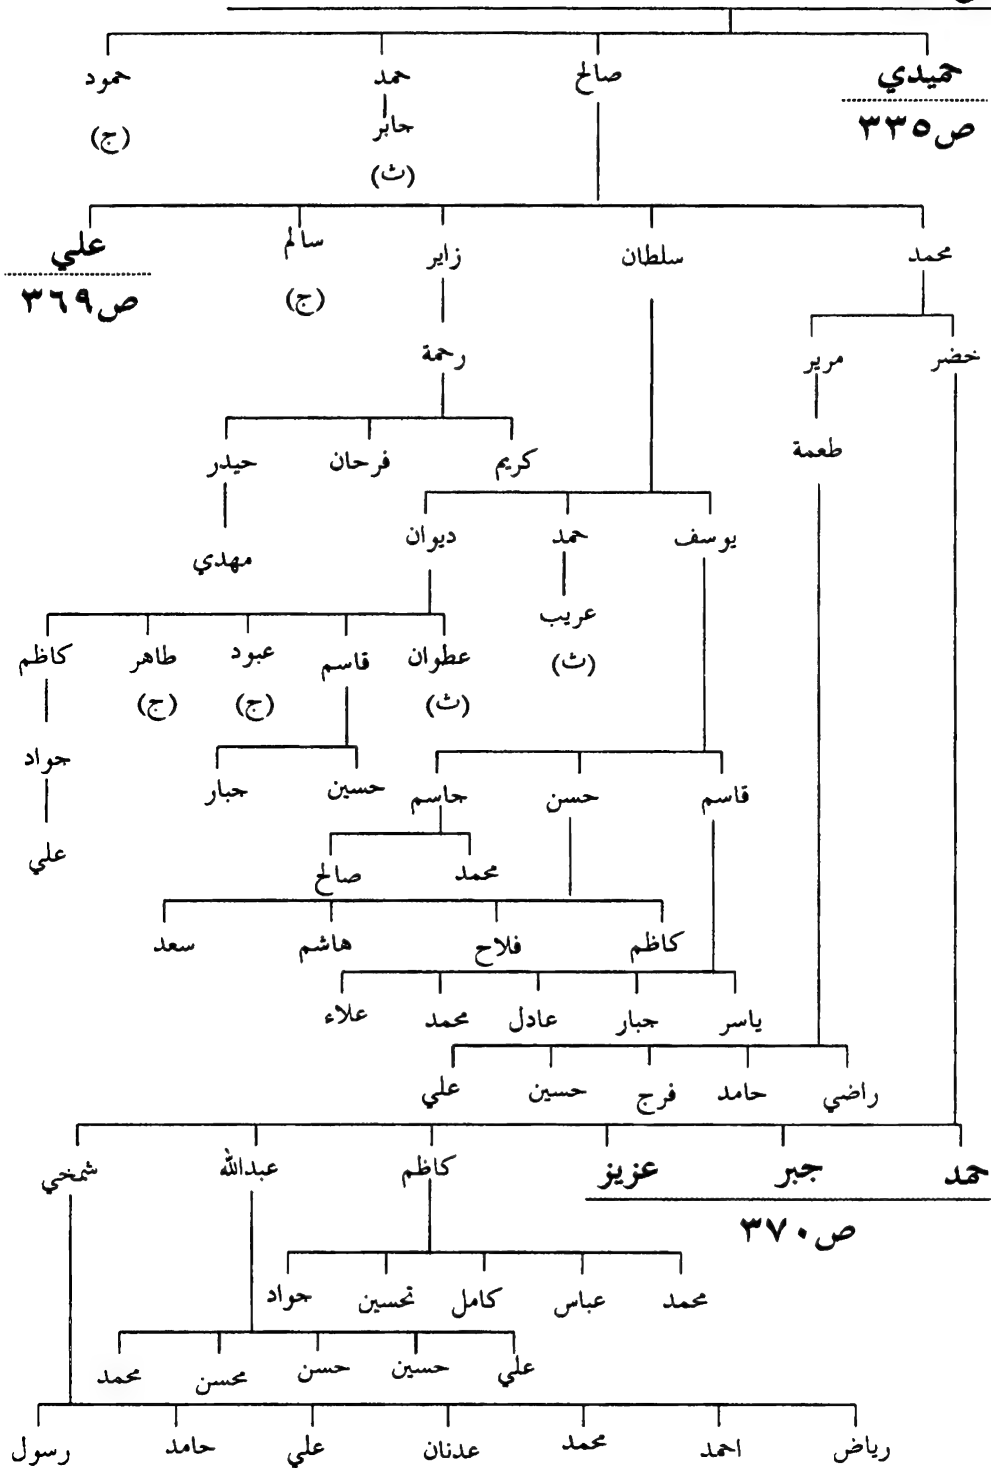 حميدي صالح حمد حمود
ص٣٣٥ جابر (ج)
(ث)
محمد سلطان زاير سالم علي
(ج) ص٣٦٩
خضر مرير رحمة
طعمة كريم فرحان حيدر
يوسف حمد ديوان مهدي
عريب
(ث)
عطوان قاسم عبود طاهر كاظم
(ث) (ج) (ج)
قاسم حسن جاسم حسين جبار جواد
محمد صالح علي
كاظم فلاح هاشم سعد
ياسر جبار عادل محمد علاء
راضي حامد فرج حسين علي
حمد جبر عزيز كاظم عبدالله شمخي
ص٣٧٠
محمد عباس كامل تحسين جواد
علي حسين حسن محسن محمد
رياض احمد محمد عدنان علي حامد رسول